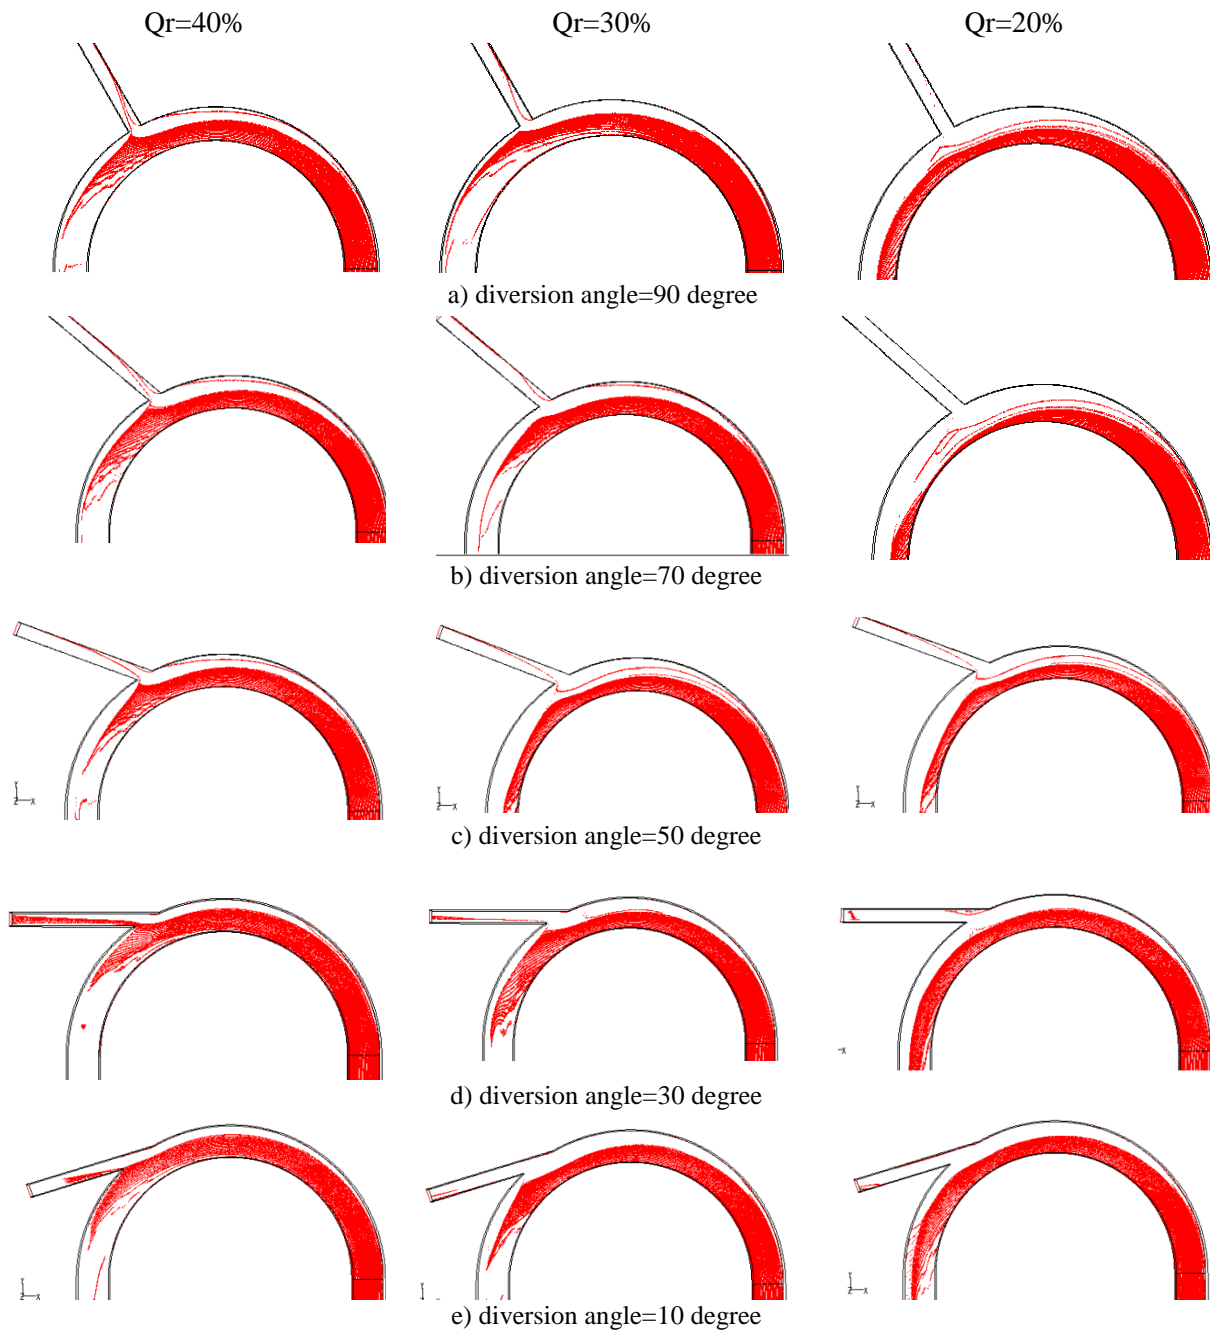 Qr=40% Qr=30% Qr=20%
a) diversion angle=90 degree
b) diversion angle=70 degree
Y Z X Y Z X Y Z X
c) diversion angle=50 degree
X
d) diversion angle=30 degree
Y Z X Y Z X Y Z X
e) diversion angle=10 degree